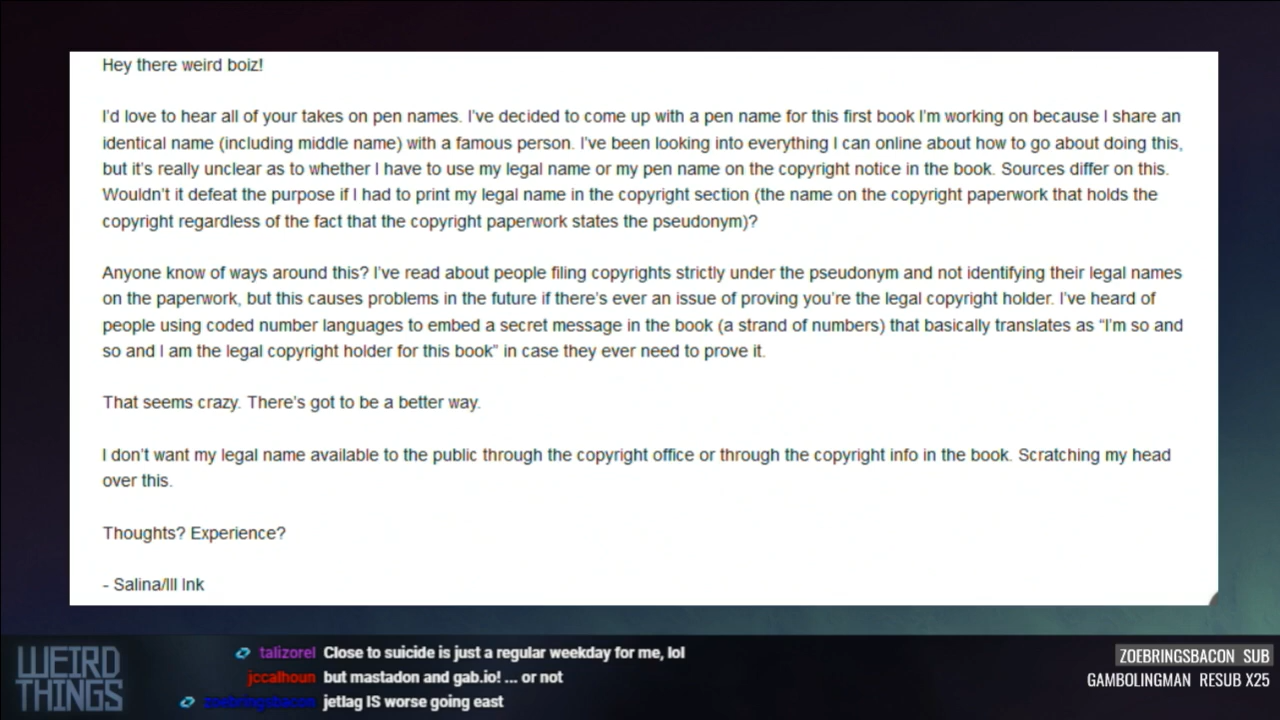 Hey there weird boiz!
I'd love to hear all of your takes on pen names. I've decided to come up with a pen name for this first book I'm working on because I share an
identical name (including middle name) with a famous person. I've been looking into everything I can online about how to go about doing this,
but it's really unclear as to whether I have to use my legal name or my pen name on the copyright notice in the book. Sources differ on this.
Wouldn't it defeat the purpose if I had to print my legal name in the copyright section (the name on the copyright paperwork that holds the
copyright regardless of the fact that the copyright paperwork states the pseudonym)?
Anyone know of ways around this? I've read about people filing copyrights strictly under the pseudonym and not identifying their legal names
on the paperwork, but this causes problems in the future if there's ever an issue of proving you're the legal copyright holder. I've heard of
people using coded number languages to embed a secret message in the book (a strand of numbers) that basically translates as "I'm so and
so and I am the legal copyright holder for this book" in case they ever need to prove it.
That seems crazy. There's got to be a better way.
I don't want my legal name available to the public through the copyright office or through the copyright info in the book. Scratching my head
over this.
Thoughts? Experience?
- Salina/Ill Ink
WEIRD
THINGS
talizorel Close to suicide is just a regular weekday for me, lol
jccalhoun but mastadon and gab.io! ... or not
zoebringsbacon jetlag IS worse going east
ZOEBRINGSBACON SUB
GAMBOLINGMAN RESUB X25